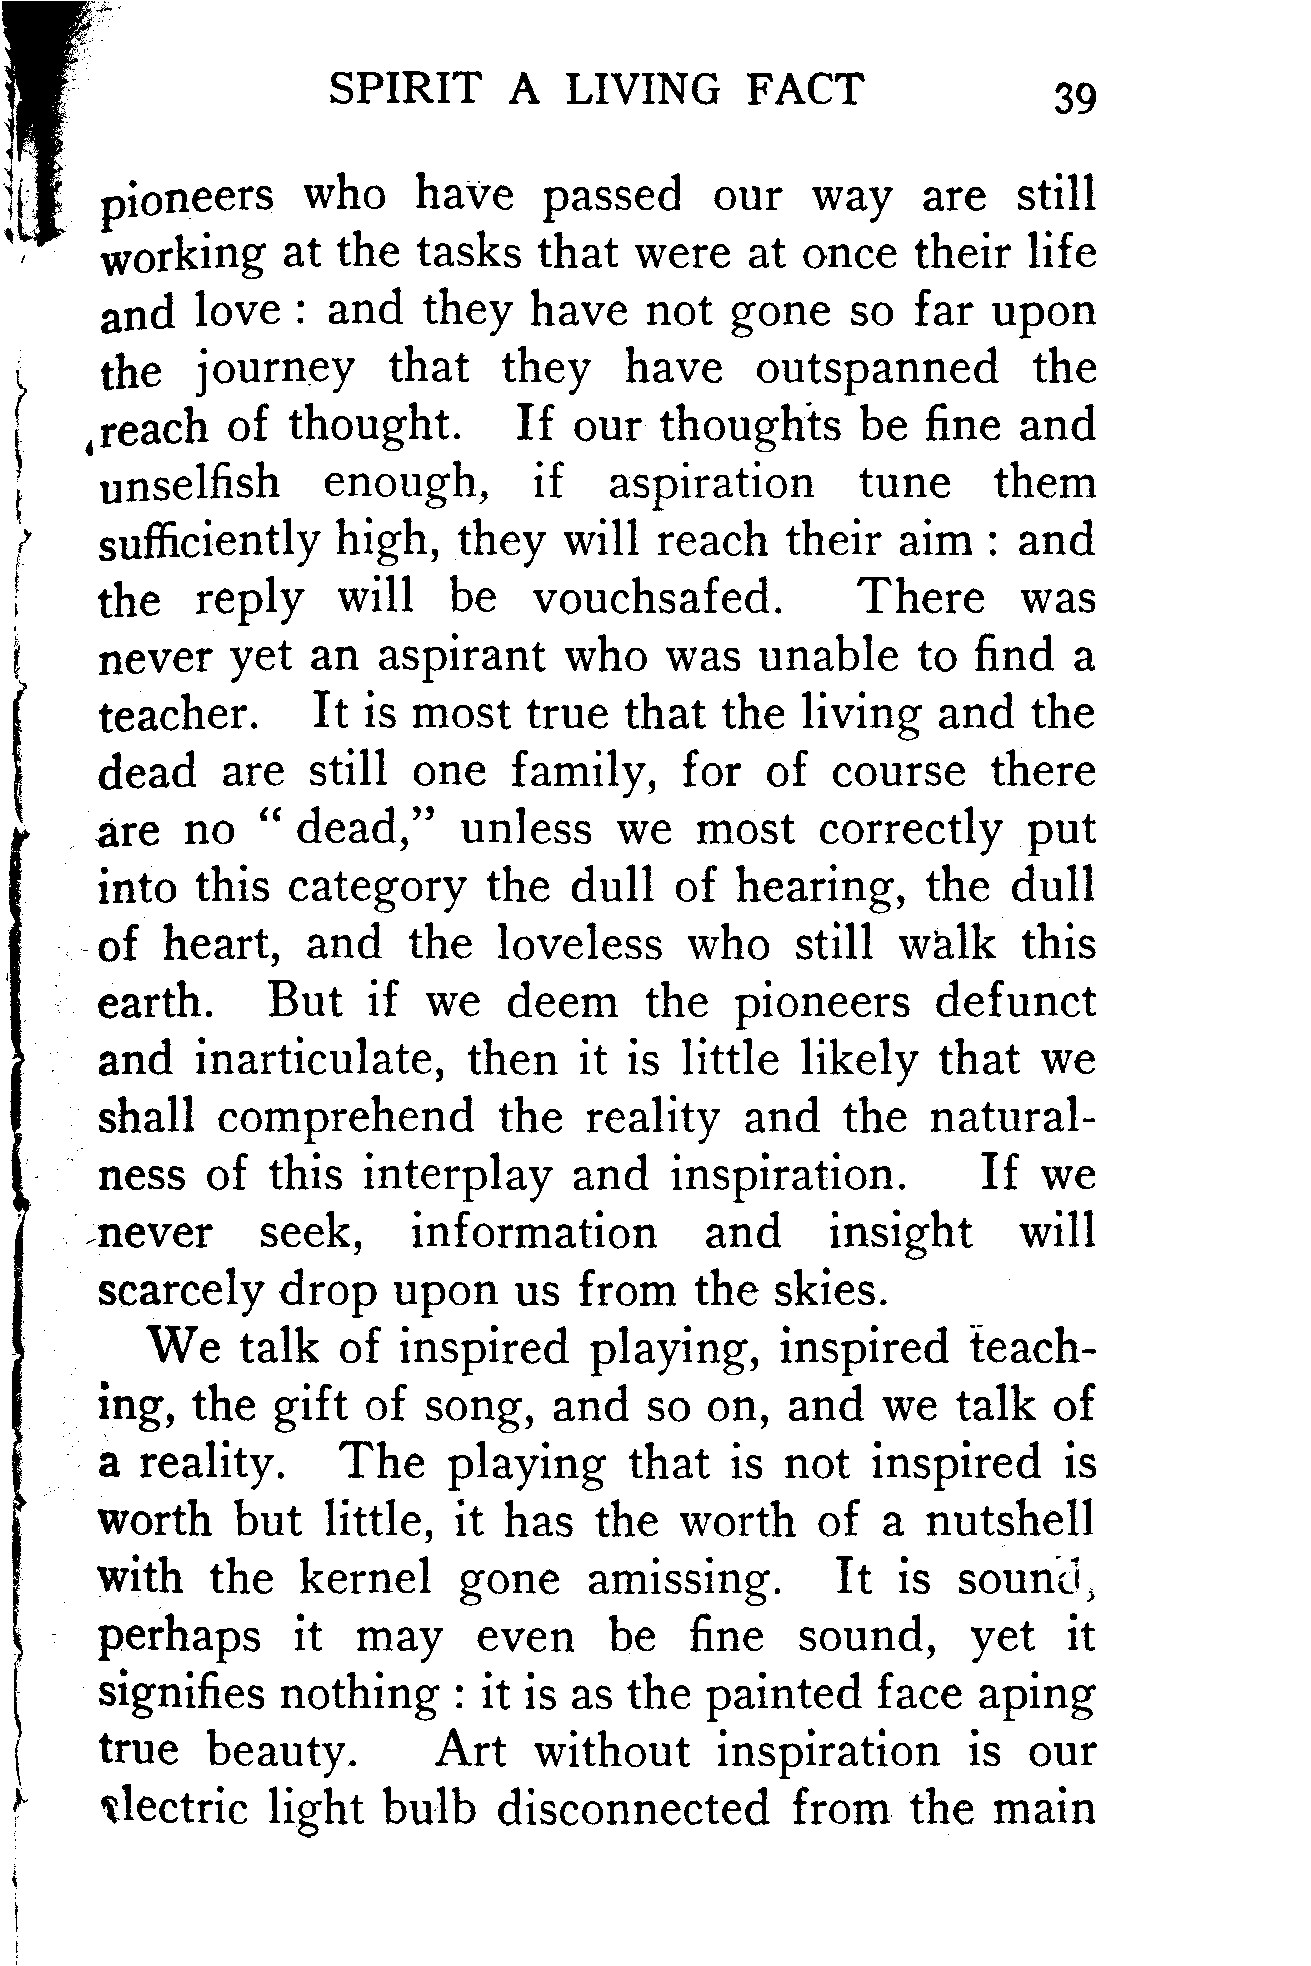 SPIRIT A LIVING FACT 39
pioneers who have passed our way are still
working at the tasks that were at once their life
and love : and they have not gone so far upon
the journey that they have outspanned the
reach of thought. If our thoughts be fine and
unselfish enough, if aspiration tune them
sufficiently high, they will reach their aim : and
the reply will be vouchsafed. There was
never yet an aspirant who was unable to find a
teacher. It is most true that the living and the
dead are still one family, for of course there
are no “ dead,” unless we most correctly put
into this category the dull of hearing, the dull
of heart, and the loveless who still walk this
earth. But if we deem the pioneers defunct
and inarticulate, then it is little likely that we
shall comprehend the reality and the natural-
ness of this interplay and inspiration. If we
never seek, information and insight will
scarcely drop upon us from the skies.
We talk of inspired playing, inspired teach-
ing, the gift of song, and so on, and we talk of
a reality. The playing that is not inspired is
worth but little, it has the worth of a nutshell
with the kernel gone amissing. It is sound,
perhaps it may even be fine sound, yet it
signifies nothing : it is as the painted face aping
true beauty. Art without inspiration is our
electric light bulb disconnected from the main